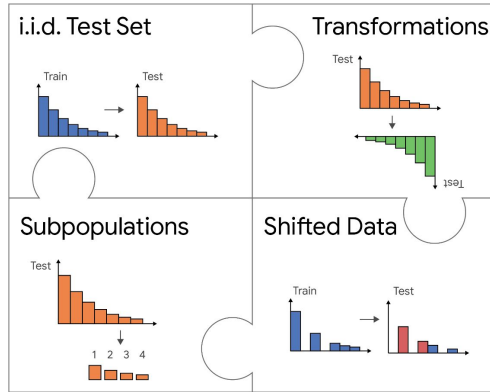 i.i.d. Test Set
Train
Test
Transformations
Test
Test
Subpopulations
Test
1 2 3 4
Shifted Data
Train
Test